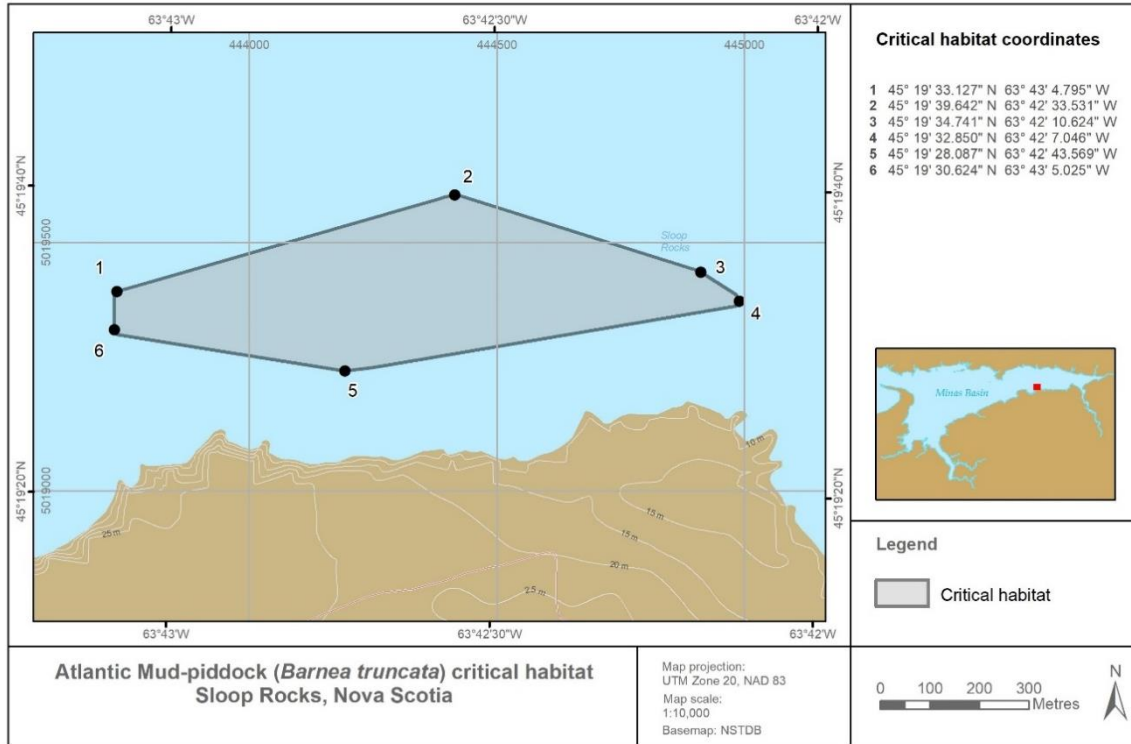 63°43'W
63°42'30"W
63°42'W
444000
444500
445000
45°19'40"N
45°19'40"N
5019500
Sloop
Rocks
1
2
3
4
5
6
45°19'20"N
45°19'20"N
5019000
25 m
10 m
15 m
15 m
20 m
2.5 m
63°43'W
63°42'30"W
63°42'W
Critical habitat coordinates
1 45° 19' 33.127" N 63° 43' 4.795" W
2 45° 19' 39.642" N 63° 42' 33.531" W
3 45° 19' 34.741" N 63° 42' 10.624" W
4 45° 19' 32.850" N 63° 42' 7.046" W
5 45° 19' 28.087" N 63° 42' 43.569" W
6 45° 19' 30.624" N 63° 43' 5.025" W
Minas Basin
Legend
Critical habitat
Atlantic Mud-piddock (Barnea truncata) critical habitat
Sloop Rocks, Nova Scotia
Map projection:
UTM Zone 20, NAD 83
Map scale:
1:10,000
Basemap: NSTDB
0 100 200 300
Metres
N